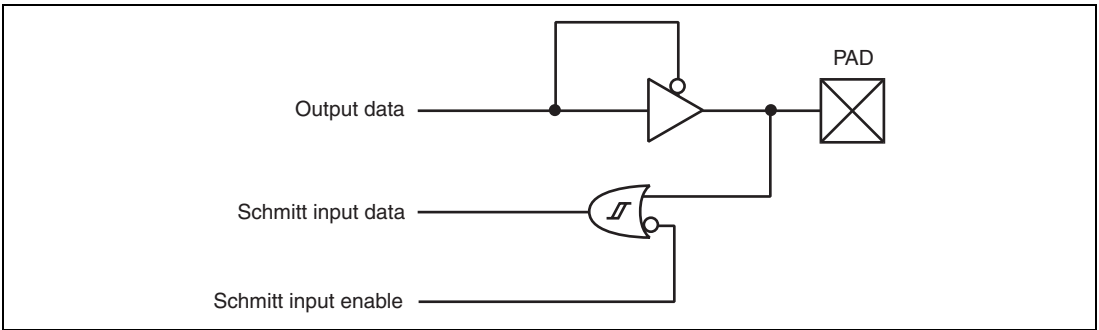 PAD
Output data
Schmitt input data
Schmitt input enable